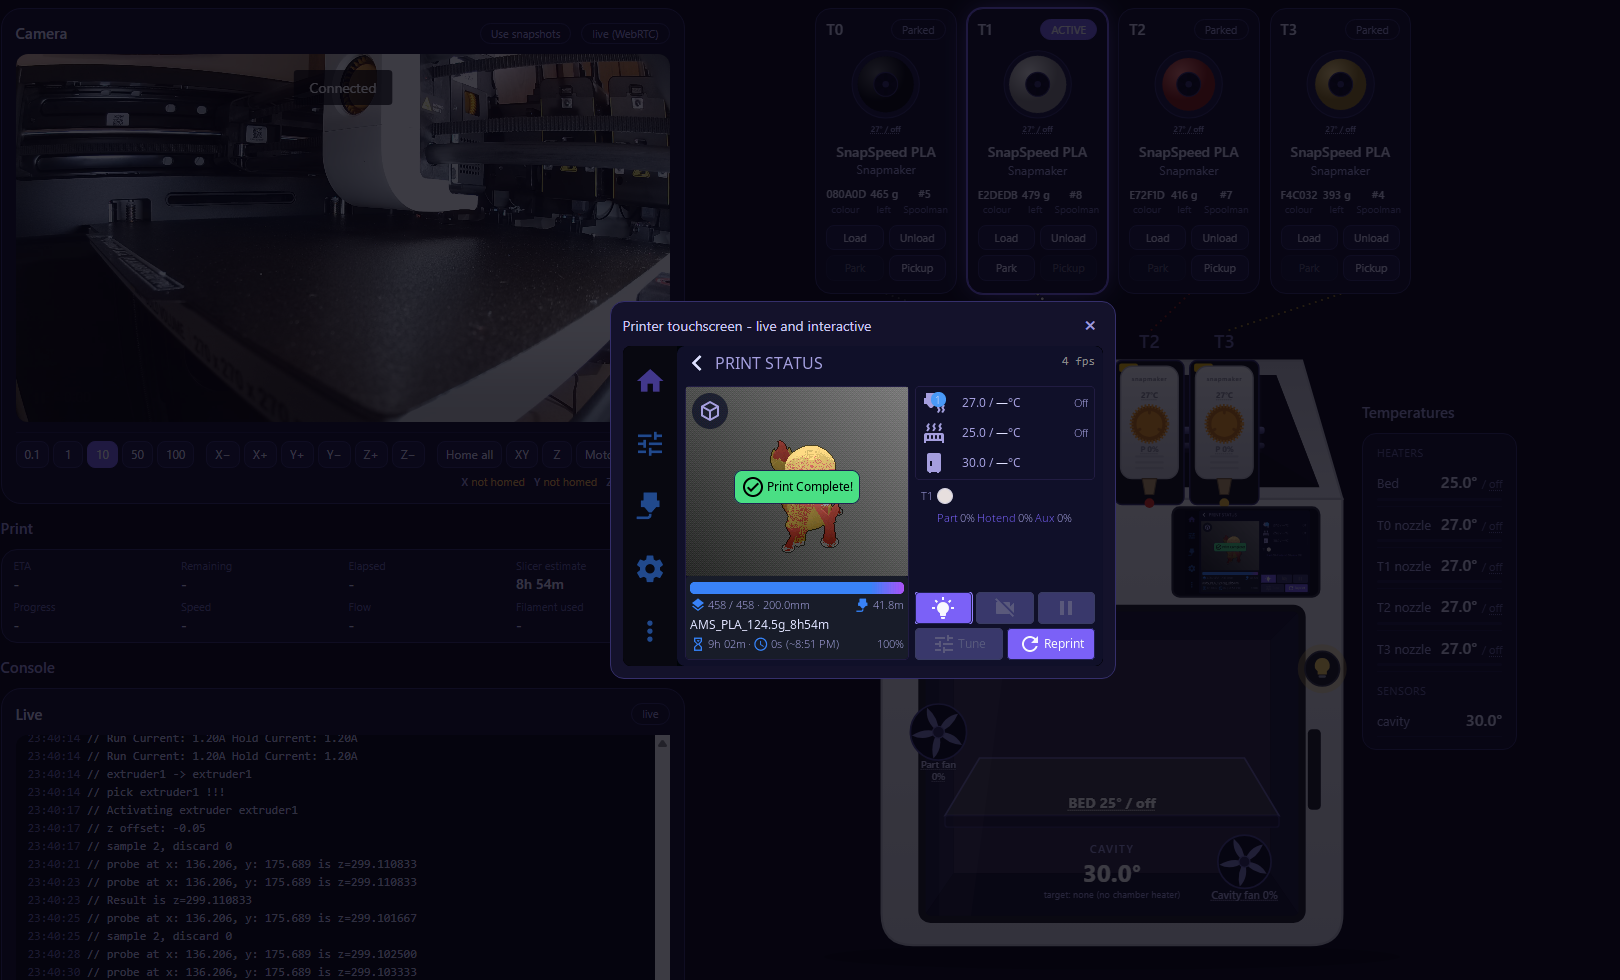 Camera
Use snapshots
live (WebRTC)
Connected
0.1 1 10 50 100 X− X+ Y+ Y− Z+ Z− Home all XY Z
X not homed Y not homed
Print
ETA Remaining Elapsed Slicer estimate
- - - 8h 54m
Progress Speed Flow Filament used
- - - -
Console
Live
live
23:40:14 // Run Current: 1.20A Hold Current: 1.20A
23:40:14 // Run Current: 1.20A Hold Current: 1.20A
23:40:14 // extruder1 -> extruder1
23:40:14 // pick extruder1 !!!
23:40:17 // Activating extruder extruder1
23:40:17 // z offset: -0.05
23:40:17 // sample 2, discard 0
23:40:21 // probe at x: 136.206, y: 175.689 is z=299.110833
23:40:23 // probe at x: 136.206, y: 175.689 is z=299.110833
23:40:23 // Result is z=299.110833
23:40:25 // probe at x: 136.206, y: 175.689 is z=299.101667
23:40:25 // sample 2, discard 0
23:40:28 // probe at x: 136.206, y: 175.689 is z=299.102500
23:40:30 // probe at x: 136.206, y: 175.689 is z=299.103333
T0 Parked
27° / off
SnapSpeed PLA
Snapmaker
080A0D 465 g #5
colour left Spoolman
Load Unload
Park Pickup
T1 ACTIVE
27° / off
SnapSpeed PLA
Snapmaker
E2DEDB 479 g #8
colour left Spoolman
Load Unload
Park Pickup
T2 Parked
27° / off
SnapSpeed PLA
Snapmaker
E72F1D 416 g #7
colour left Spoolman
Load Unload
Park Pickup
T3 Parked
27° / off
SnapSpeed PLA
Snapmaker
F4C032 393 g #4
colour left Spoolman
Load Unload
Park Pickup
Printer touchscreen - live and interactive
PRINT STATUS
4 fps
Print Complete!
458 / 458 · 200.0mm 41.8m
AMS_PLA_124.5g_8h54m
9h 02m · 0s (~8:51 PM) 100%
27.0 / —°C Off
25.0 / —°C Off
30.0 / —°C
T1
Part 0% Hotend 0% Aux 0%
Tune
Reprint
T2 T3
snapmaker snapmaker
27°C 27°C
P 0% P 0%
Part fan
0%
BED 25° / off
CAVITY
30.0°
target: none (no chamber heater)
Cavity fan 0%
Temperatures
HEATERS
Bed 25.0° / off
T0 nozzle 27.0° / off
T1 nozzle 27.0° / off
T2 nozzle 27.0° / off
T3 nozzle 27.0° / off
SENSORS
cavity 30.0°